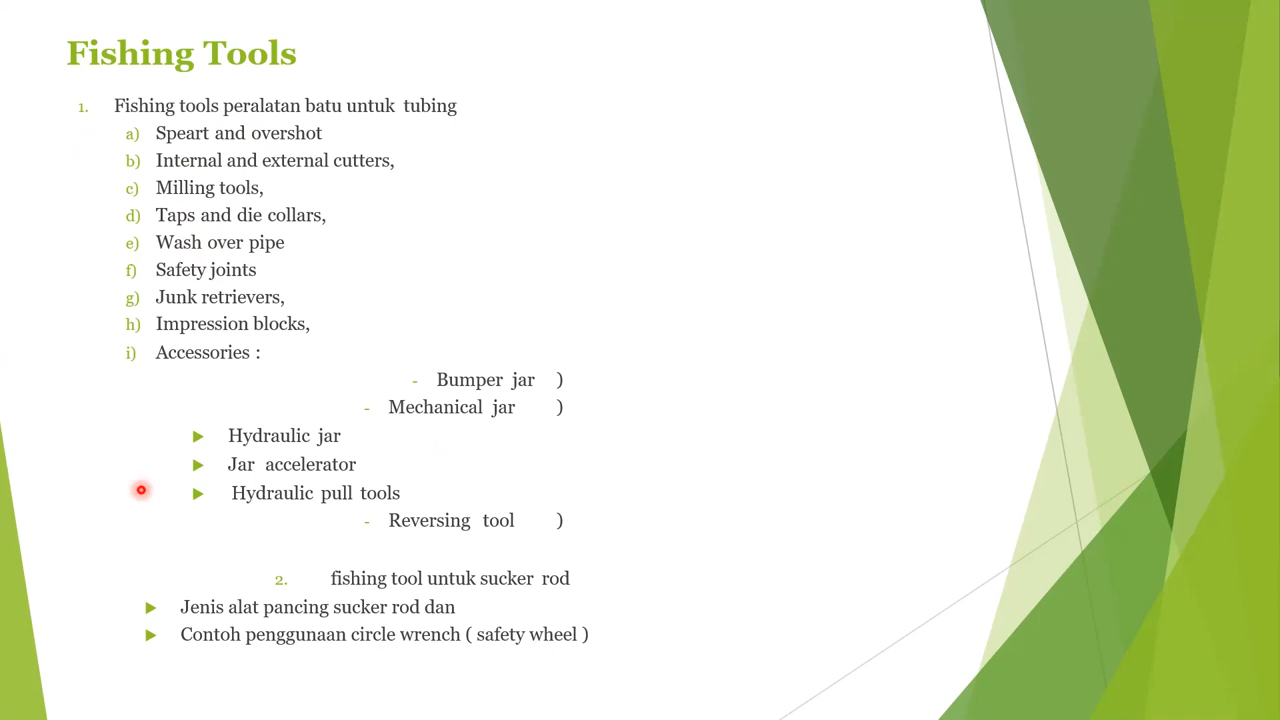 Fishing Tools
1. Fishing tools peralatan batu untuk tubing
a) Speart and overshot
b) Internal and external cutters,
c) Milling tools,
d) Taps and die collars,
e) Wash over pipe
f) Safety joints
g) Junk retrievers,
h) Impression blocks,
i) Accessories :
- Bumper jar )
- Mechanical jar )
Hydraulic jar
Jar accelerator
Hydraulic pull tools
- Reversing tool )
2. fishing tool untuk sucker rod
Jenis alat pancing sucker rod dan
Contoh penggunaan circle wrench ( safety wheel )